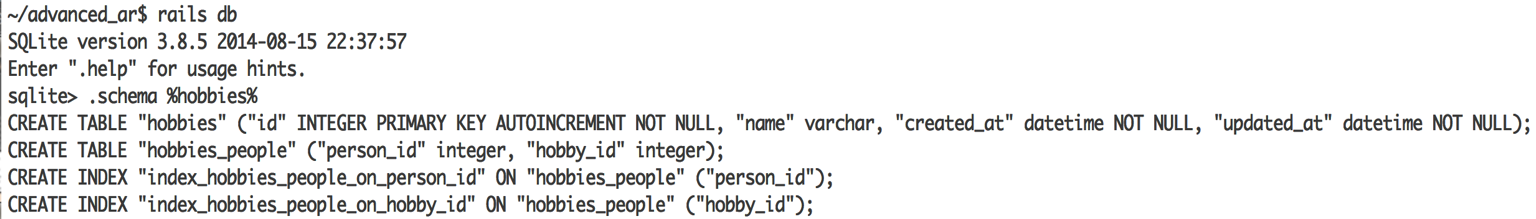 ~/advanced_ar$ rails db
SQLite version 3.8.5 2014-08-15 22:37:57
Enter ".help" for usage hints.
sqlite> .schema %hobbies%
CREATE TABLE "hobbies" ("id" INTEGER PRIMARY KEY AUTOINCREMENT NOT NULL, "name" varchar, "created_at" datetime NOT NULL, "updated_at" datetime NOT NULL);
CREATE TABLE "hobbies_people" ("person_id" integer, "hobby_id" integer);
CREATE INDEX "index_hobbies_people_on_person_id" ON "hobbies_people" ("person_id");
CREATE INDEX "index_hobbies_people_on_hobby_id" ON "hobbies_people" ("hobby_id");